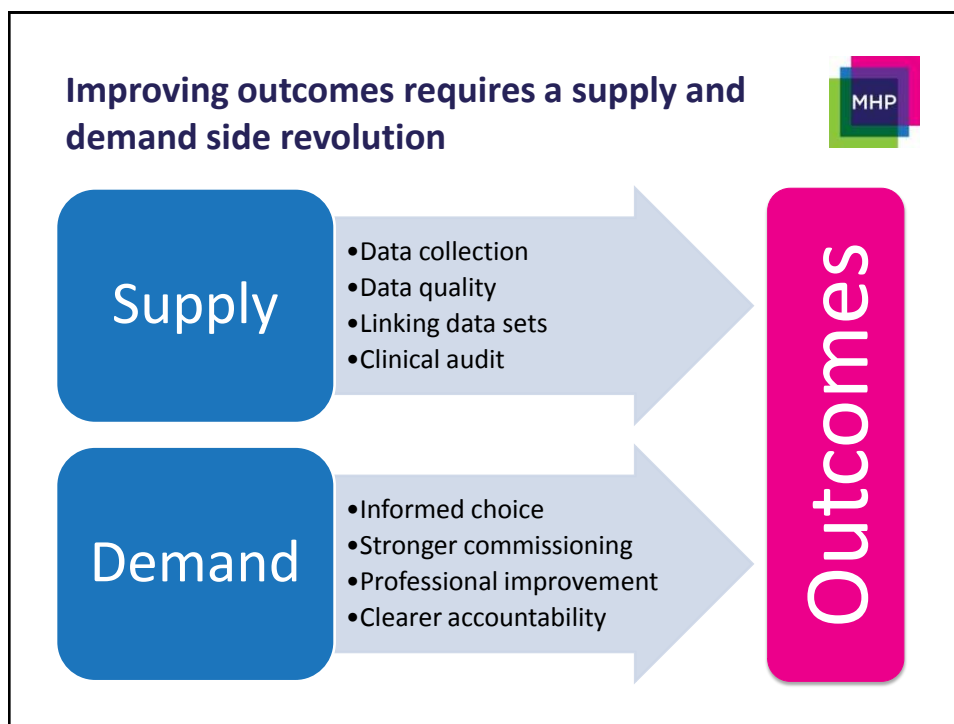 Improving outcomes requires a supply and
demand side revolution
MHP
Supply
•Data collection
•Data quality
•Linking data sets
•Clinical audit
Demand
•Informed choice
•Stronger commissioning
•Professional improvement
•Clearer accountability
Outcomes